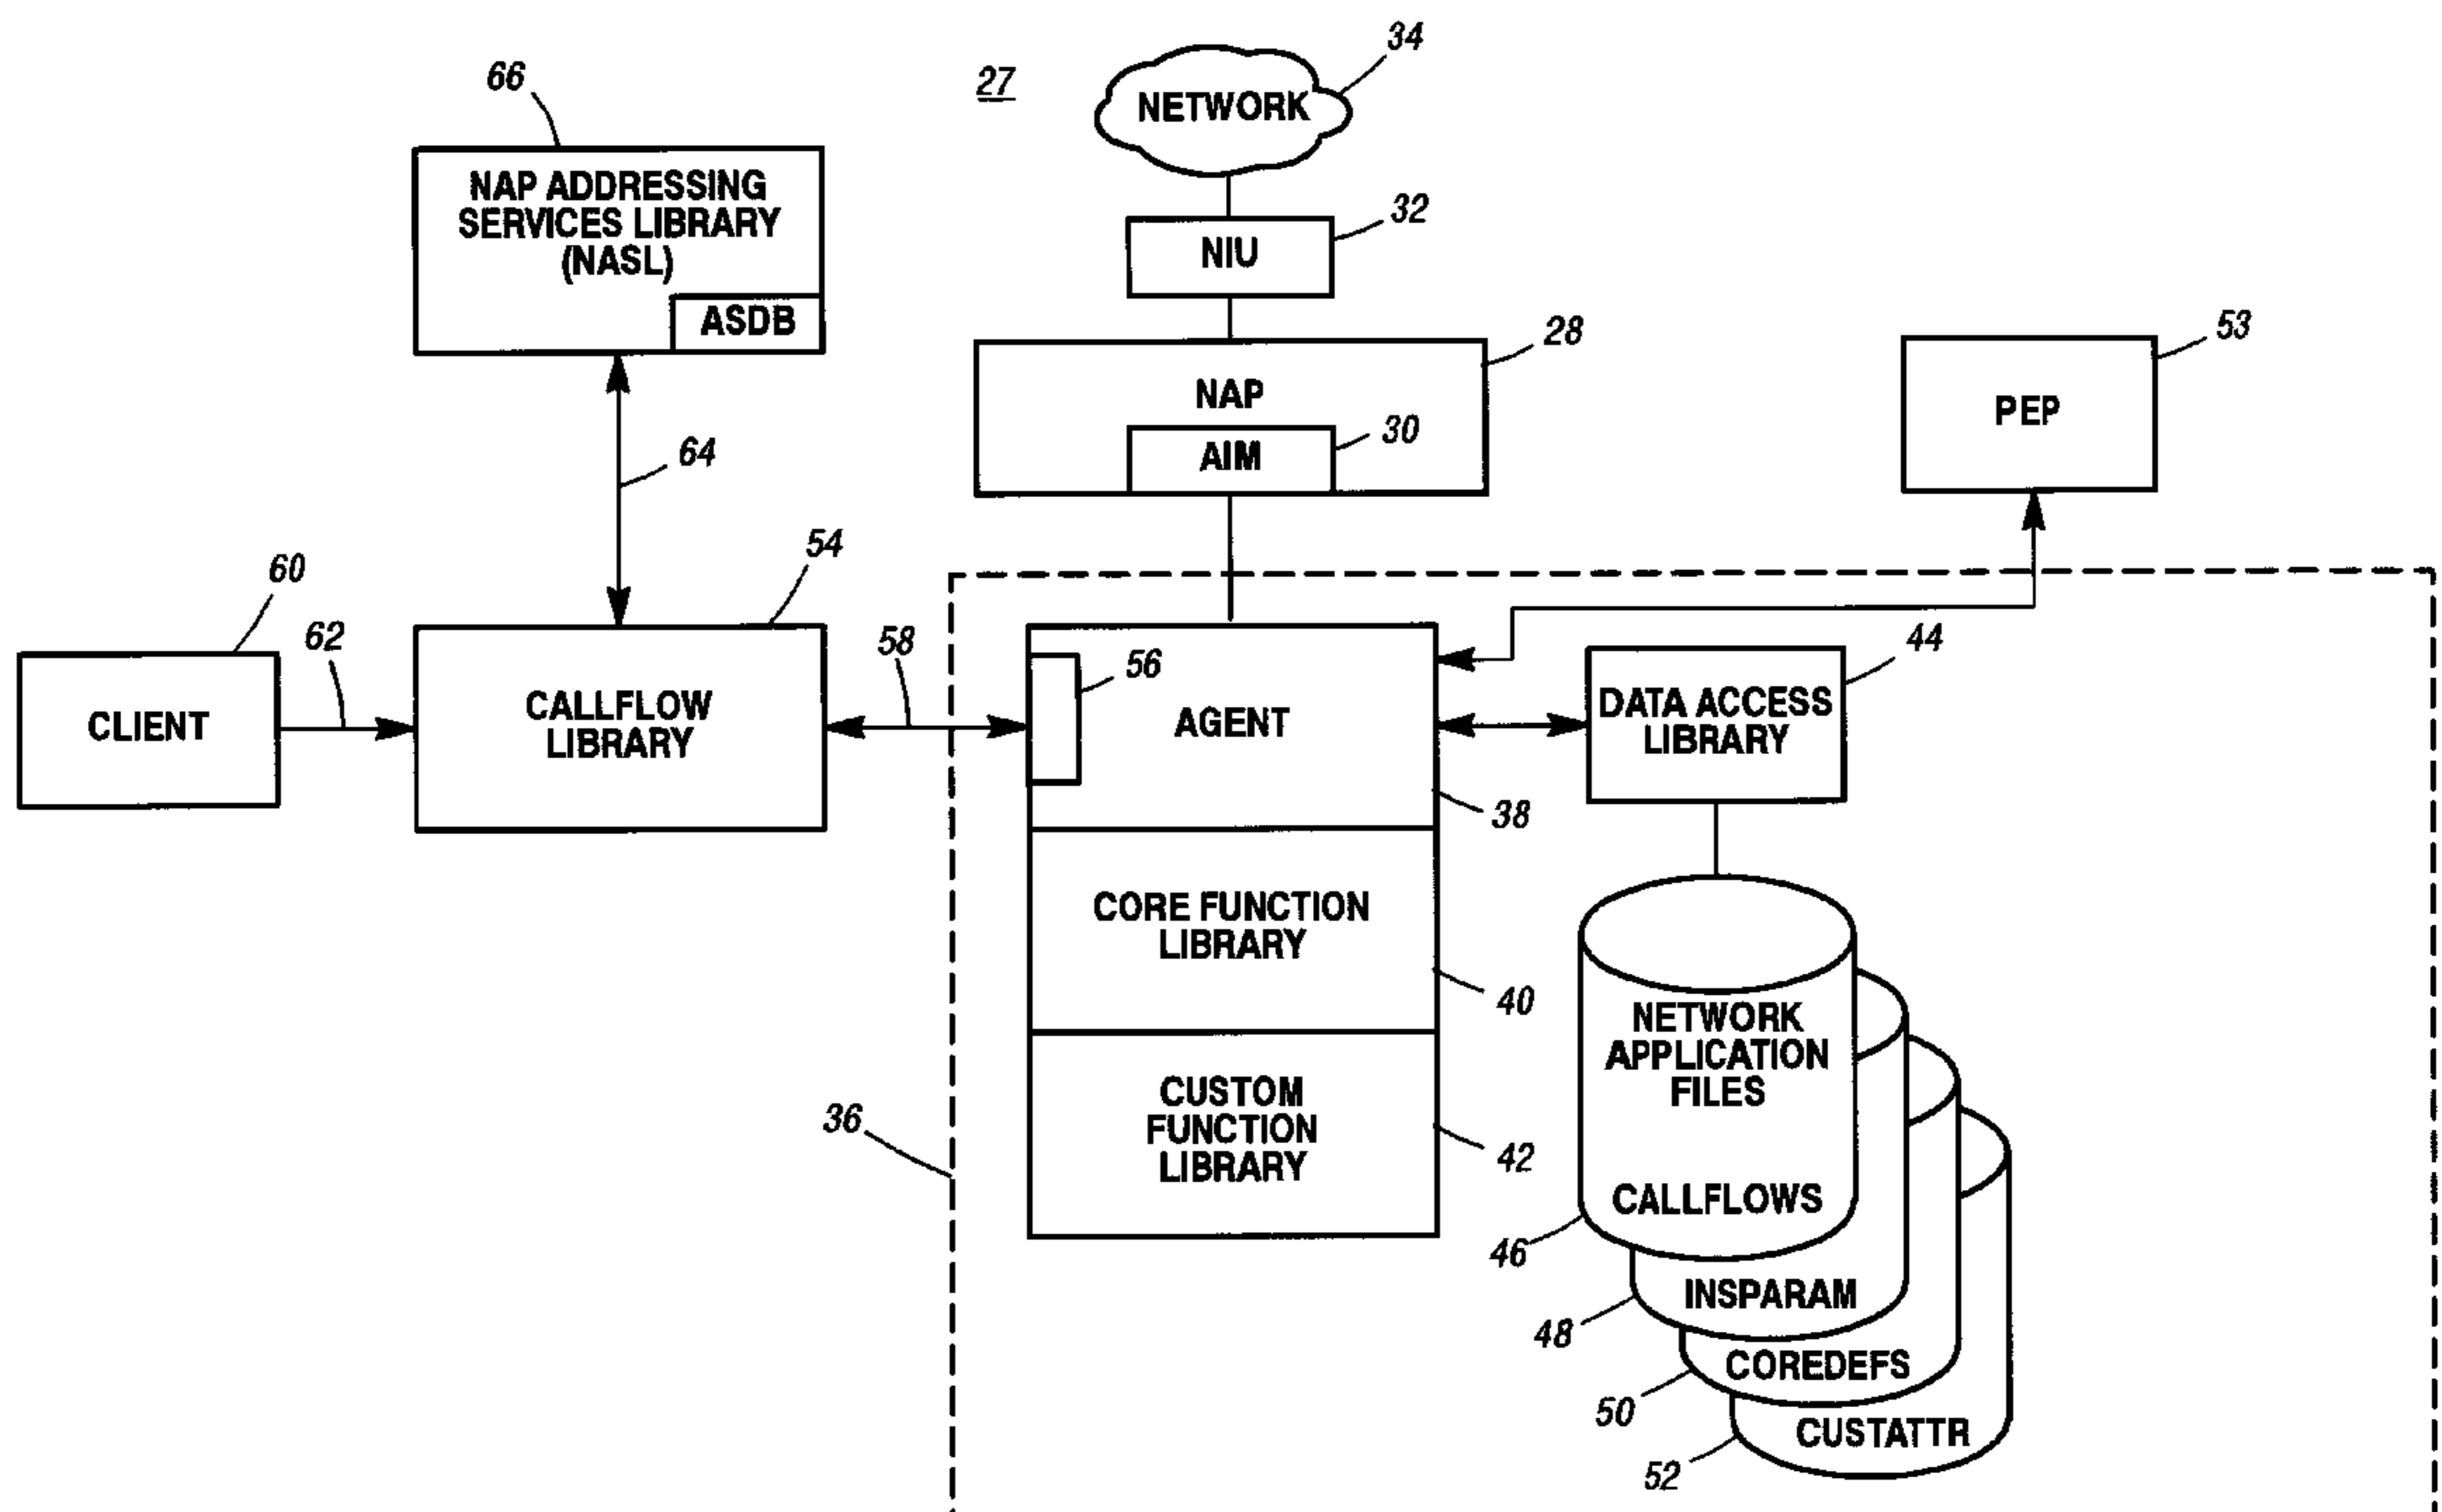 34
66
27
NETWORK
NAP ADDRESSING
SERVICES LIBRARY
(NASL)
ASDB
32
NIU
28
NAP
30
AIM
53
PEP
64
54
60
62
58
56
44
CLIENT
CALLFLOW
LIBRARY
AGENT
DATA ACCESS
LIBRARY
38
CORE FUNCTION
LIBRARY
40
NETWORK
APPLICATION
FILES
CALLFLOWS
36
CUSTOM
FUNCTION
LIBRARY
42
46
INSPARAM
48
COREDEFS
50
CUSTATTR
52